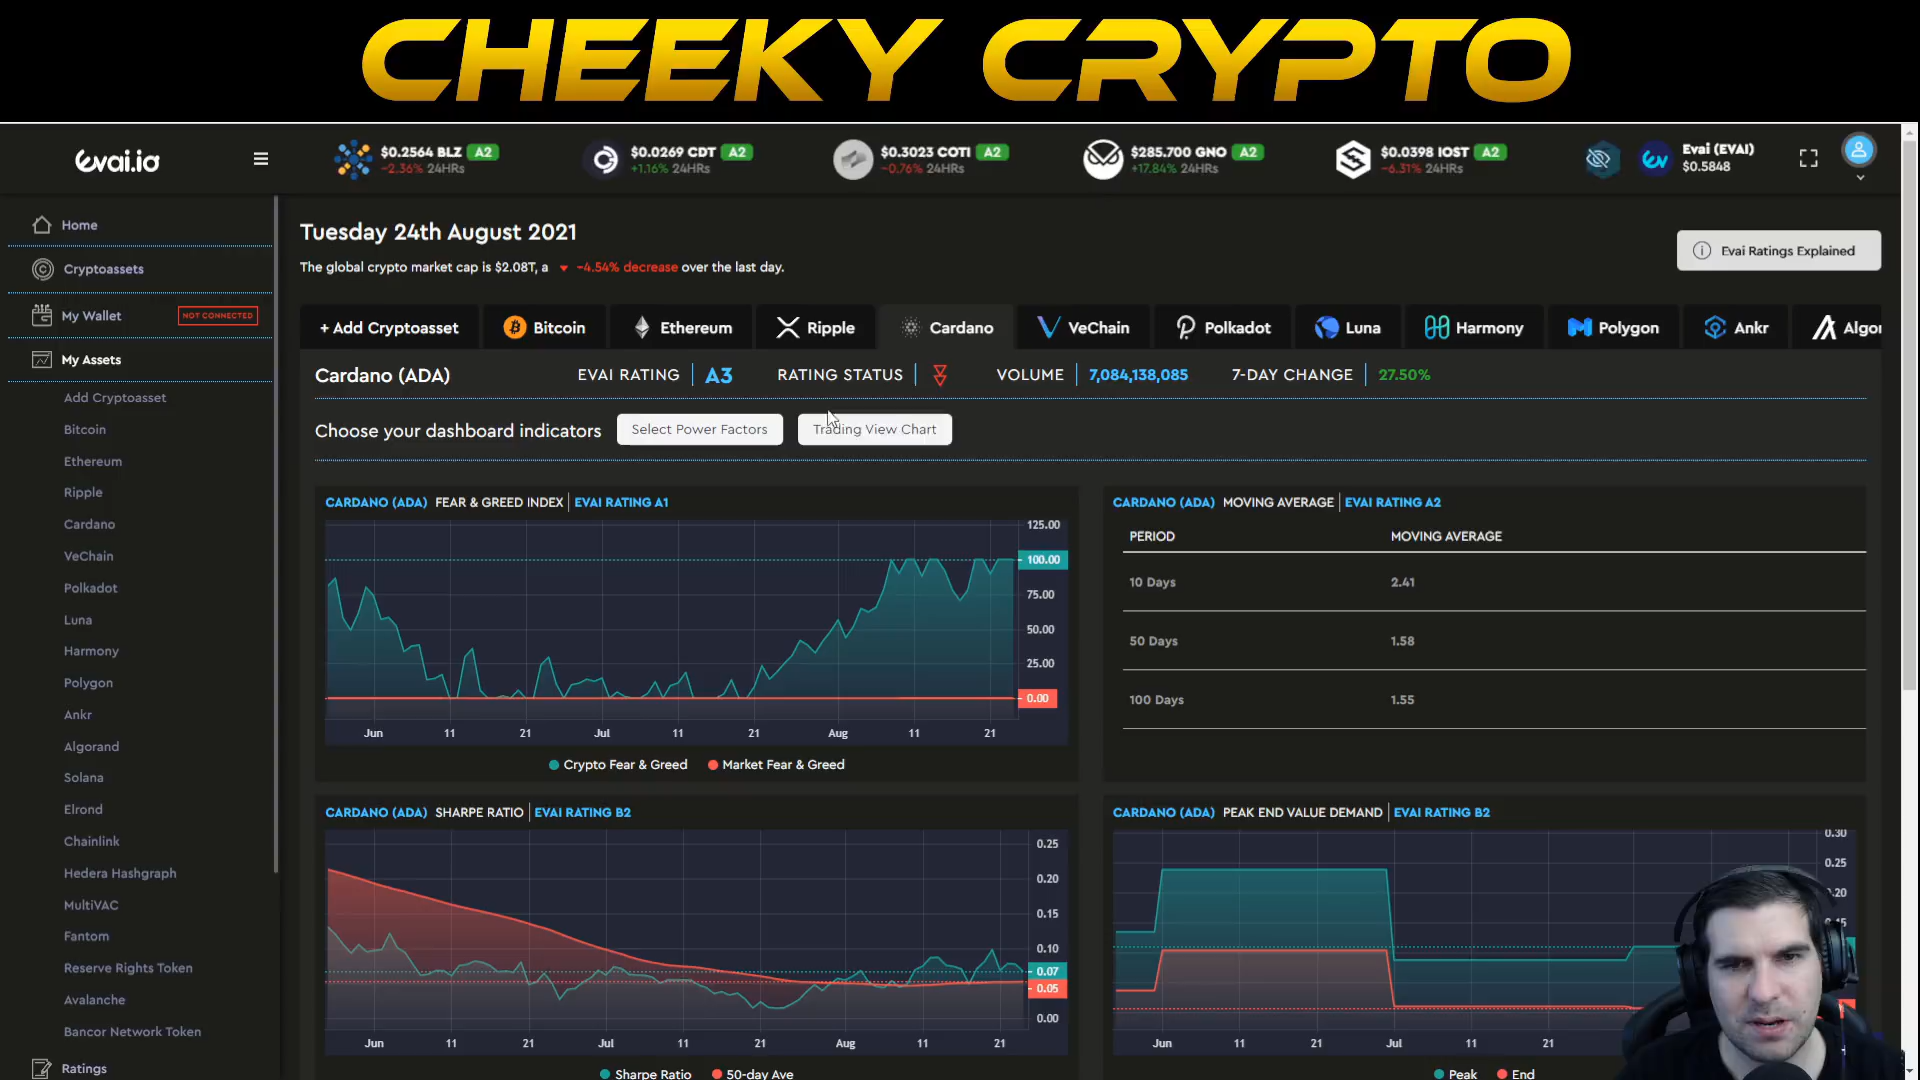 CHEEKY CRYPTO
evai.io
$0.2564 BLZ A2
-2.36% 24HRs
$0.0269 CDT A2
+1.16% 24HRs
$0.3023 COTI A2
-0.76% 24HRs
$285.700 GNO A2
+17.84% 24HRs
$0.0398 IOST A2
-6.31% 24HRs
Evai (EVAI)
$0.5848
Home
Cryptoassets
My Wallet NOT CONNECTED
My Assets
Add Cryptoasset
Bitcoin
Ethereum
Ripple
Cardano
VeChain
Polkadot
Luna
Harmony
Polygon
Ankr
Algorand
Solana
Elrond
Chainlink
Hedera Hashgraph
MultiVAC
Fantom
Reserve Rights Token
Avalanche
Bancor Network Token
Ratings
Tuesday 24th August 2021
The global crypto market cap is $2.08T, a -4.54% decrease over the last day.
Evai Ratings Explained
+ Add Cryptoasset Bitcoin Ethereum Ripple Cardano VeChain Polkadot Luna Harmony Polygon Ankr Algor
Cardano (ADA) EVAI RATING A3 RATING STATUS VOLUME 7,084,138,085 7-DAY CHANGE 27.50%
Choose your dashboard indicators Select Power Factors Trading View Chart
CARDANO (ADA) FEAR & GREED INDEX EVAI RATING A1
125.00
100.00
75.00
50.00
25.00
0.00
Jun 11 21 Jul 11 21 Aug 11 21
Crypto Fear & Greed Market Fear & Greed
CARDANO (ADA) MOVING AVERAGE EVAI RATING A2
PERIOD MOVING AVERAGE
10 Days 2.41
50 Days 1.58
100 Days 1.55
CARDANO (ADA) SHARPE RATIO EVAI RATING B2
0.25
0.20
0.15
0.10
0.07
0.05
0.00
Jun 11 21 Jul 11 21 Aug 11 21
Sharpe Ratio 50-day Ave
CARDANO (ADA) PEAK END VALUE DEMAND EVAI RATING B2
0.30
0.25
Jun 11 21 Jul 11 21
Peak End